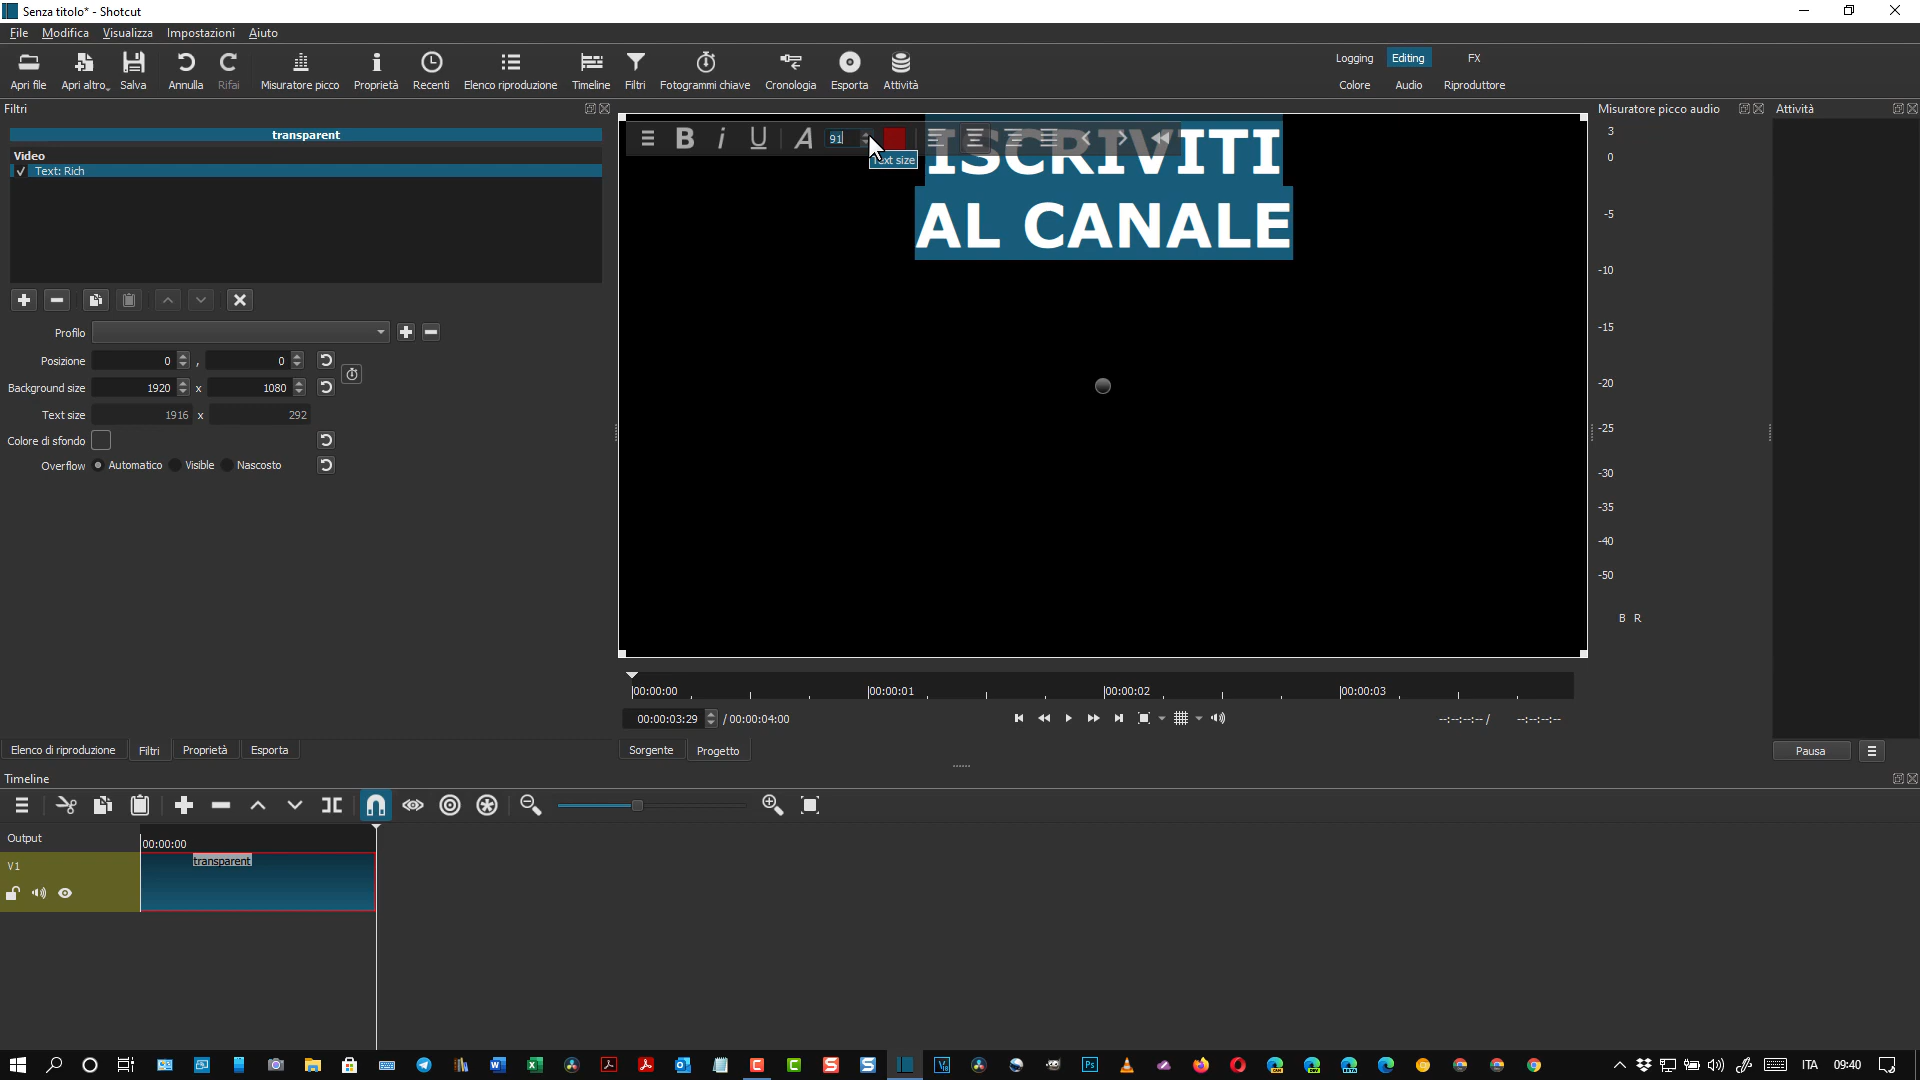 Senza titolo* - Shotcut
File Modifica Visualizza Impostazioni Aiuto
Apri file Apri altro.. Salva Annulla Rifai Misuratore picco Proprietà Recenti Elenco riproduzione Timeline Filtri Fotogrammi chiave Cronologia Esporta Attività
Logging Editing FX
Colore Audio Riproduttore
Filtri
transparent
Video
Text: Rich
Profilo
Posizione 0 , 0
Background size 1920 x 1080
Text size 1916 x 292
Colore di sfondo
Overflow Automatico Visible Nascosto
Elenco di riproduzione Filtri Proprietà Esporta
B i U A 91
Text size
ISCRIVITI
AL CANALE
00:00:00 00:00:01 00:00:02 00:00:03
00:00:03:29 / 00:00:04:00
--:--:--:-- / --:--:--:--
Sorgente Progetto
Misuratore picco audio
3
0
-5
-10
-15
-20
-25
-30
-35
-40
-50
B R
Attività
Pausa
Timeline
Output
00:00:00
V1
transparent
ITA 09:40